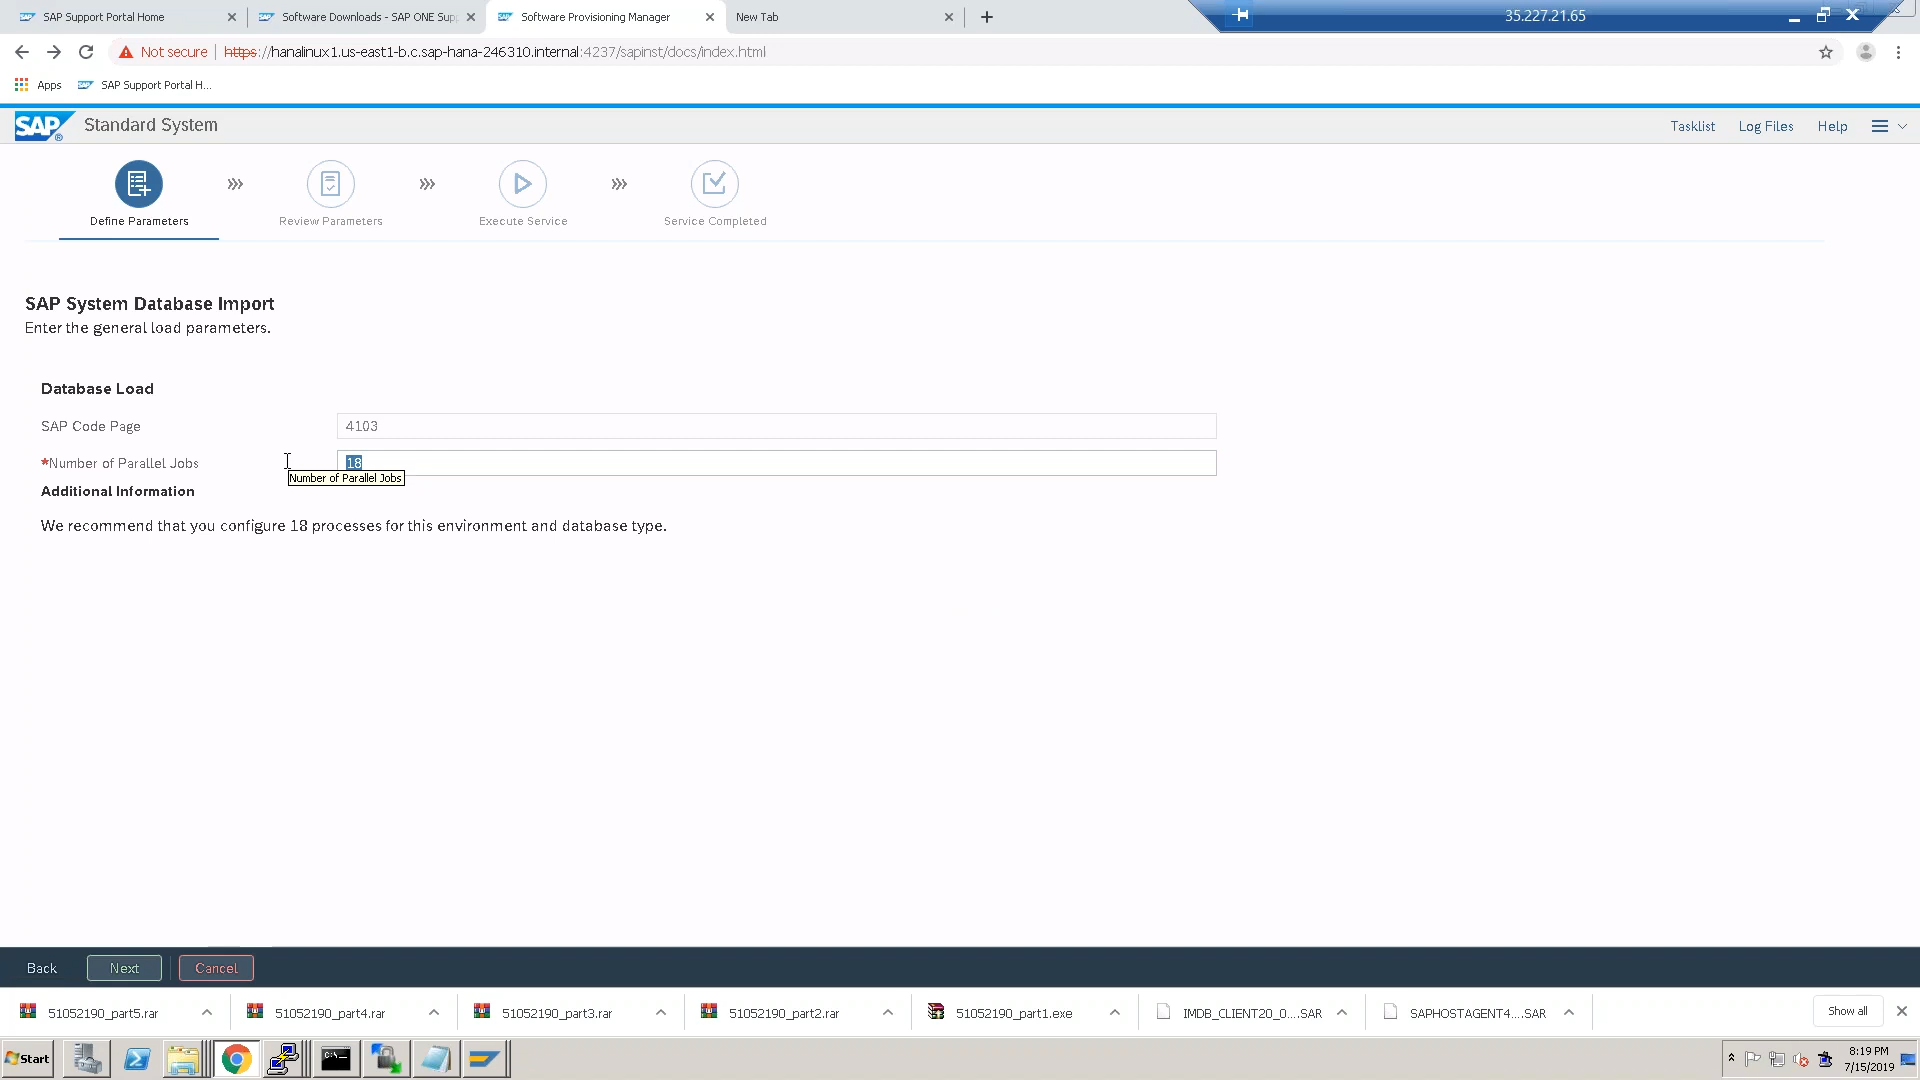 SAP Support Portal Home
Software Downloads - SAP ONE Sup
Software Provisioning Manager
New Tab
35.227.21.65
Not secure
https://hanalinux1.us-east1-b.c.sap-hana-246310.internal:4237/sapinst/docs/index.html
Apps
SAP Support Portal H...
SAP
Standard System
Tasklist
Log Files
Help
Define Parameters
Review Parameters
Execute Service
Service Completed
SAP System Database Import
Enter the general load parameters.
Database Load
SAP Code Page
4103
*Number of Parallel Jobs
18
Number of Parallel Jobs
Additional Information
We recommend that you configure 18 processes for this environment and database type.
Back
Next
Cancel
51052190_part5.rar
51052190_part4.rar
51052190_part3.rar
51052190_part2.rar
51052190_part1.exe
IMDB_CLIENT20_0....SAR
SAPHOSTAGENT4....SAR
Show all
Start
8:19 PM
7/15/2019